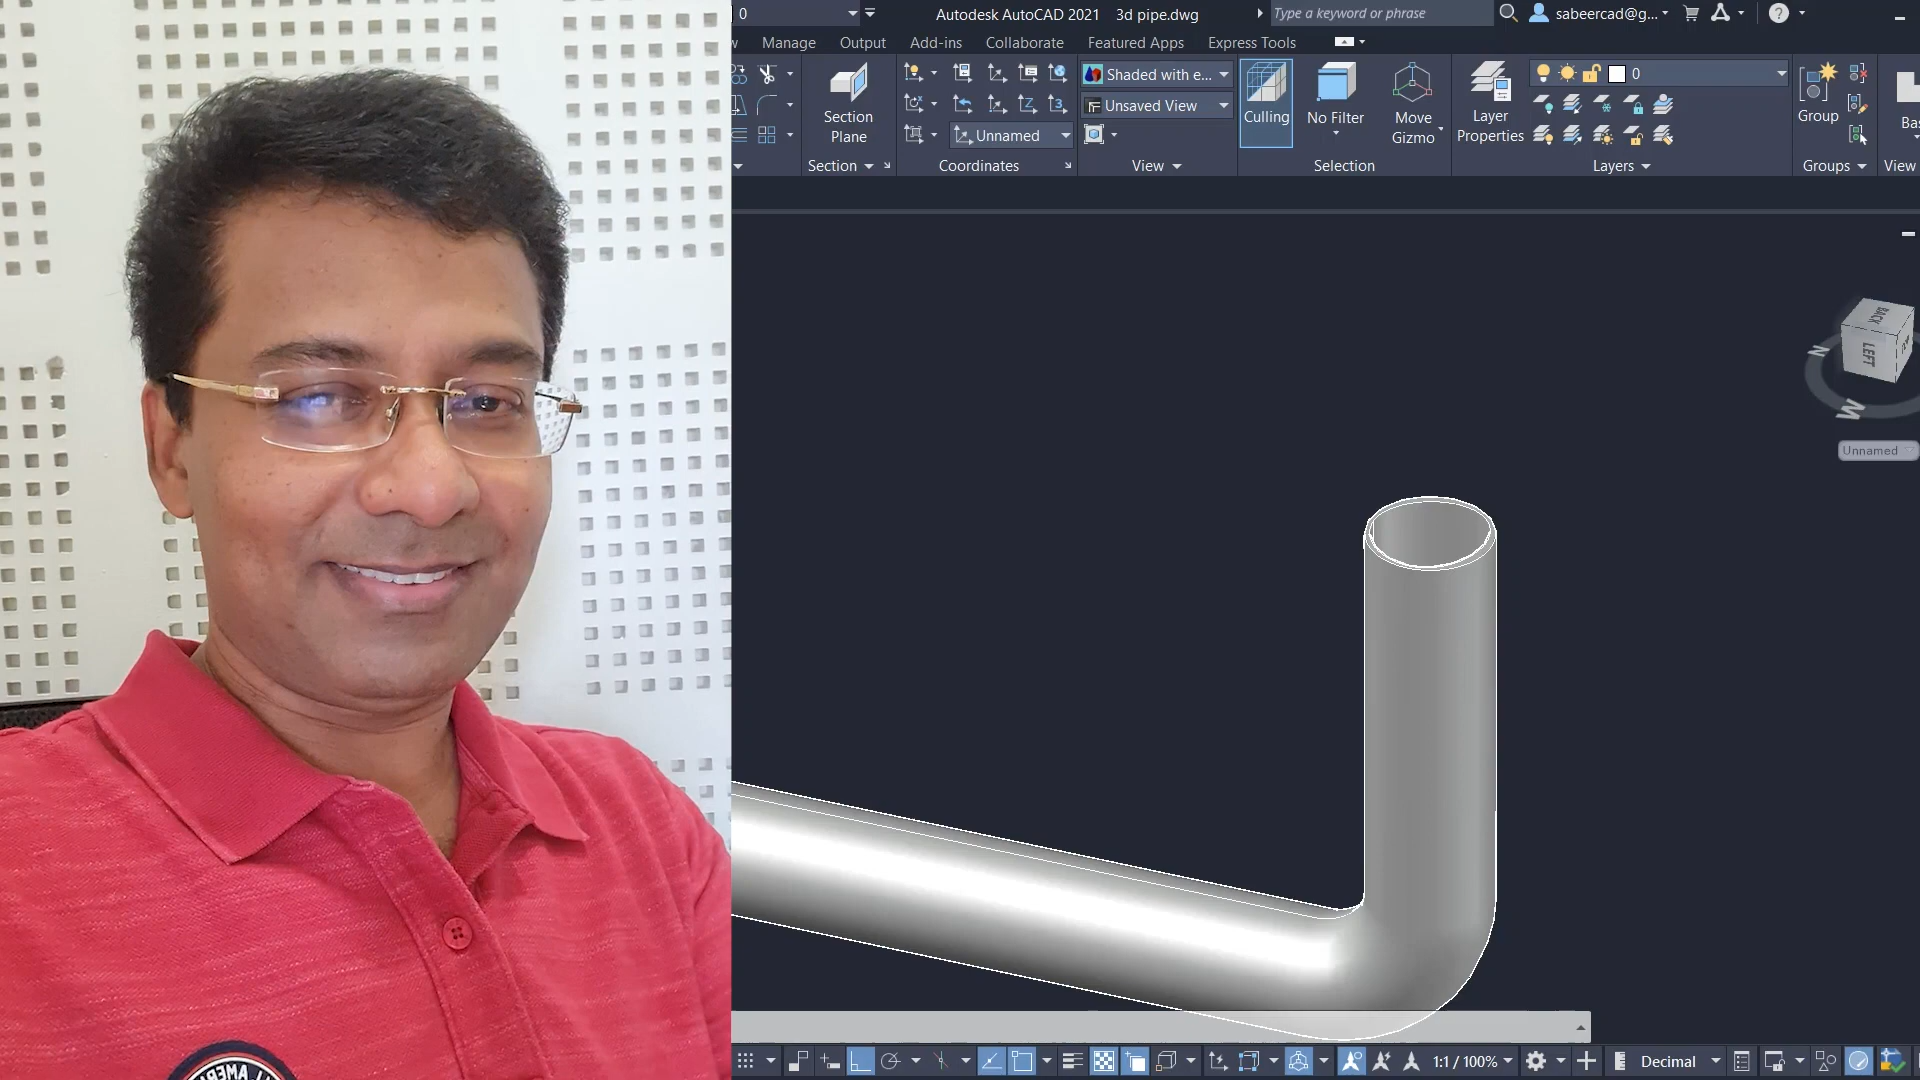 0
Autodesk AutoCAD 2021 3d pipe.dwg
Type a keyword or phrase
sabeercad@g...
Manage
Output
Add-ins
Collaborate
Featured Apps
Express Tools
Section
Plane
Shaded with e...
Unsaved View
Unnamed
Culling
No Filter
Move
Gizmo
Layer
Properties
0
Group
Bas
Section
Coordinates
View
Selection
Layers
Groups
View
BACK
LEFT
N
W
Unnamed
1:1 / 100%
Decimal